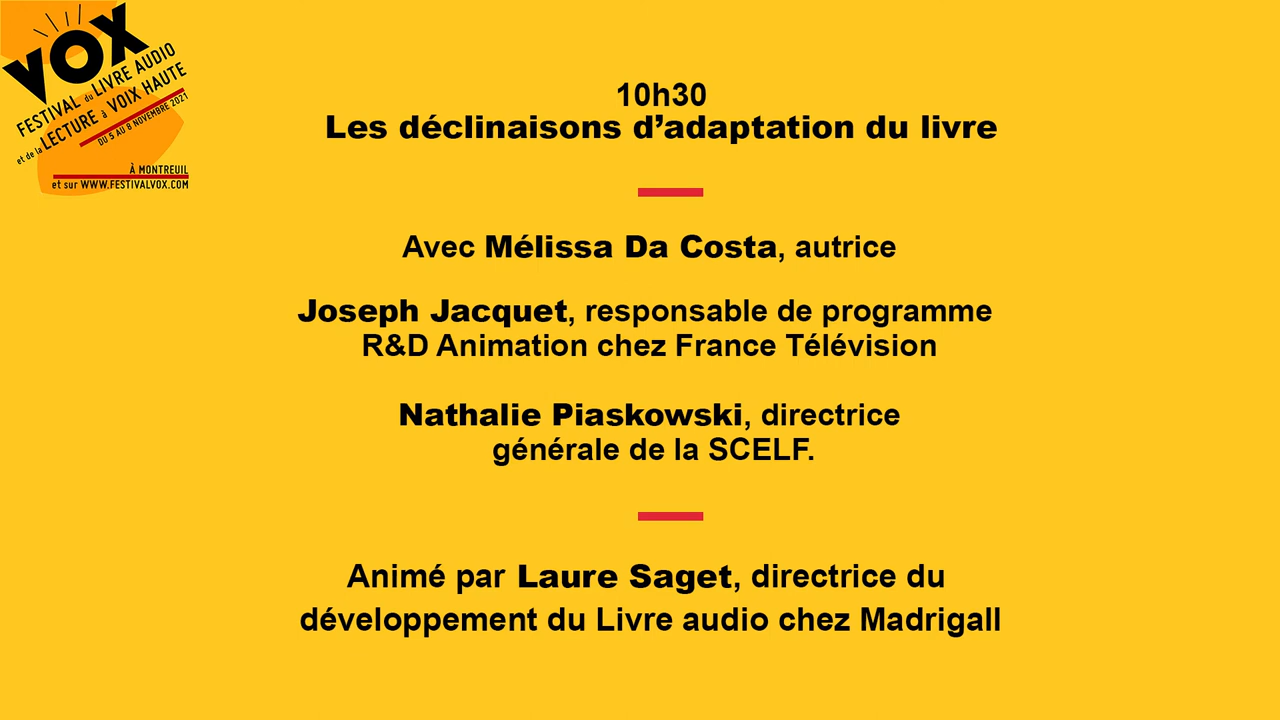 VOX
FESTIVAL du LIVRE AUDIO
et de la LECTURE à VOIX HAUTE
DU 5 AU 8 NOVEMBRE 2021
À MONTREUIL
et sur WWW.FESTIVALVOX.COM
10h30
Les déclinaisons d’adaptation du livre
Avec Mélissa Da Costa, autrice
Joseph Jacquet, responsable de programme
R&D Animation chez France Télévision
Nathalie Piaskowski, directrice
générale de la SCELF.
Animé par Laure Saget, directrice du
développement du Livre audio chez Madrigall